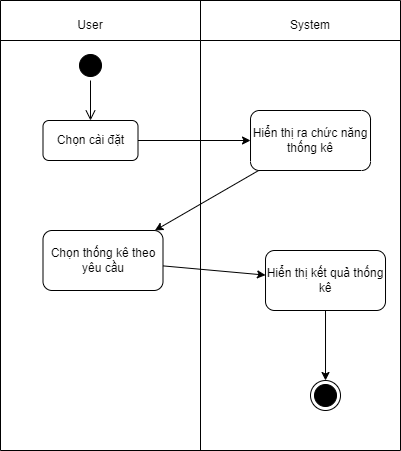 User
System
Chọn cài đặt
Hiển thị ra chức năng
thống kê
Chọn thống kê theo
yêu cầu
Hiển thị kết quả thống
kê